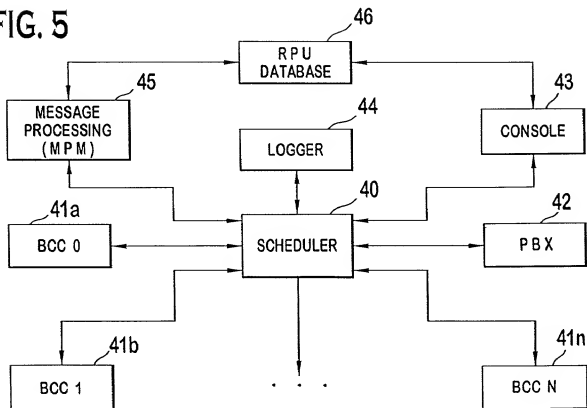 FIG. 5
46
RPU
DATABASE
45
MESSAGE
PROCESSING
(MPM)
44
LOGGER
43
CONSOLE
40
SCHEDULER
41a
BCC 0
42
PBX
41b
BCC 1
. . .
41n
BCC N